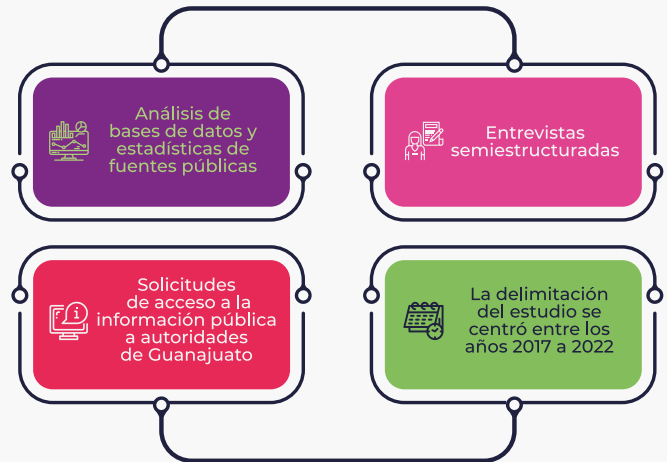 Análisis de
bases de datos y
estadísticas de
fuentes públicas
Entrevistas
semiestructuradas
Solicitudes
de acceso a la
información pública
a autoridades
de Guanajuato
La delimitación
del estudio se
centró entre los
años 2017 a 2022